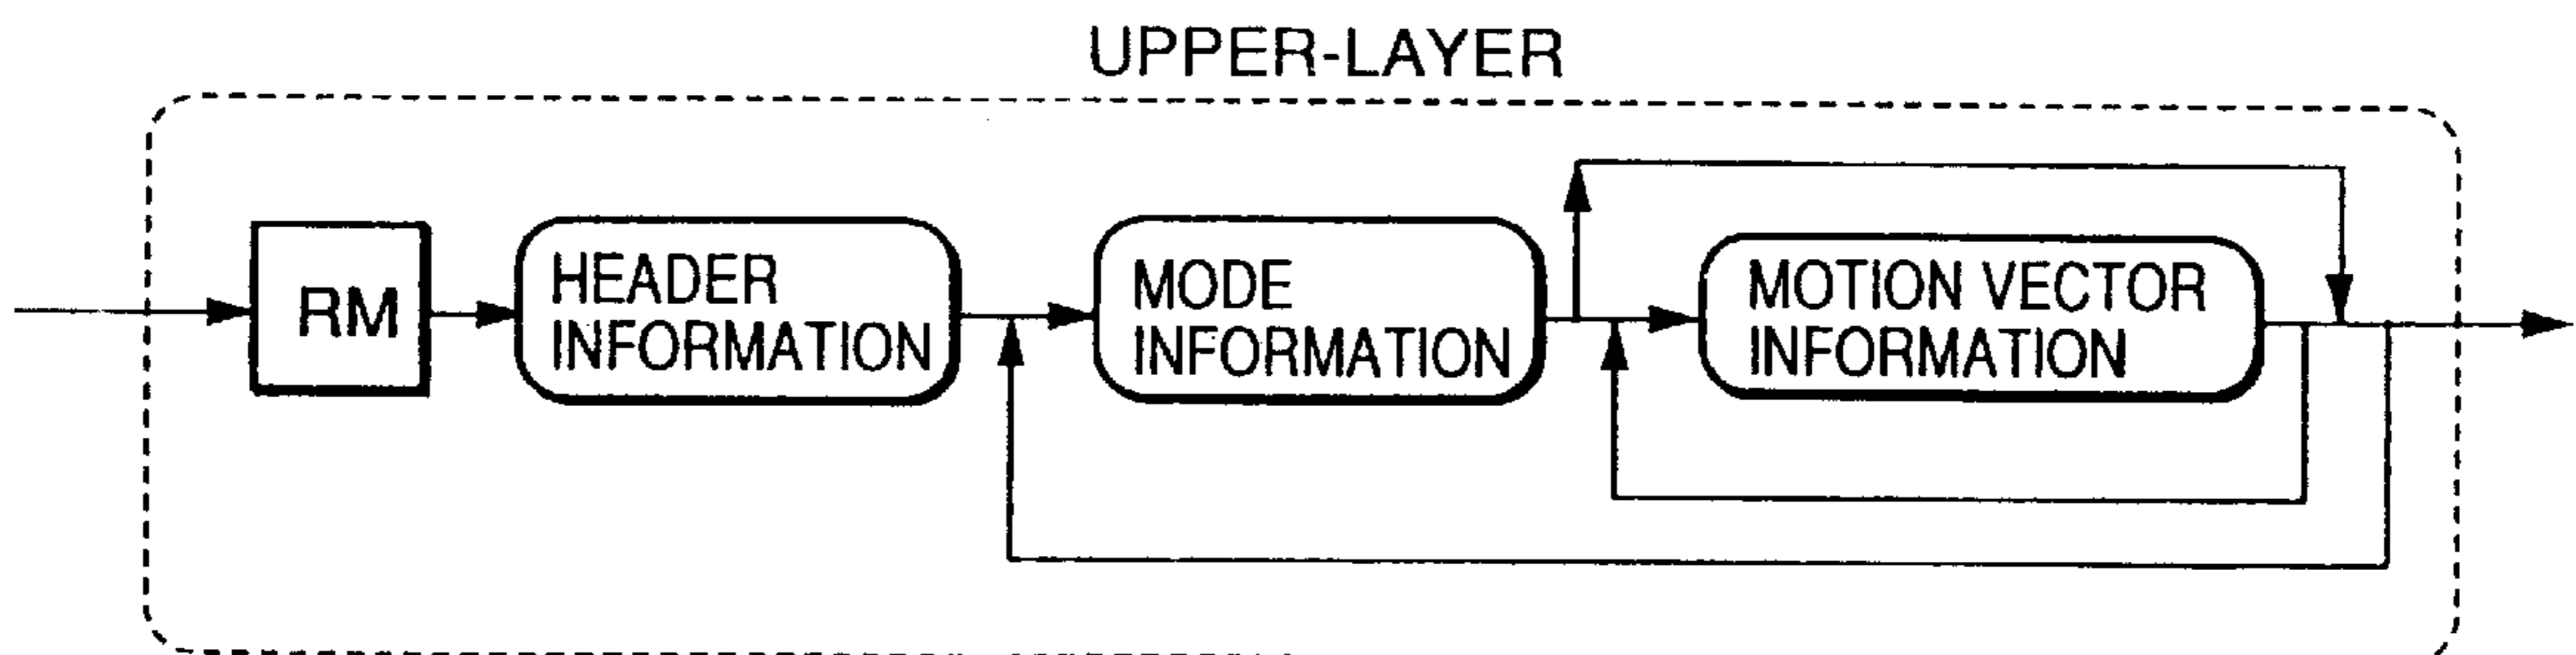 UPPER-LAYER
RM
HEADER
INFORMATION
MODE
INFORMATION
MOTION VECTOR
INFORMATION